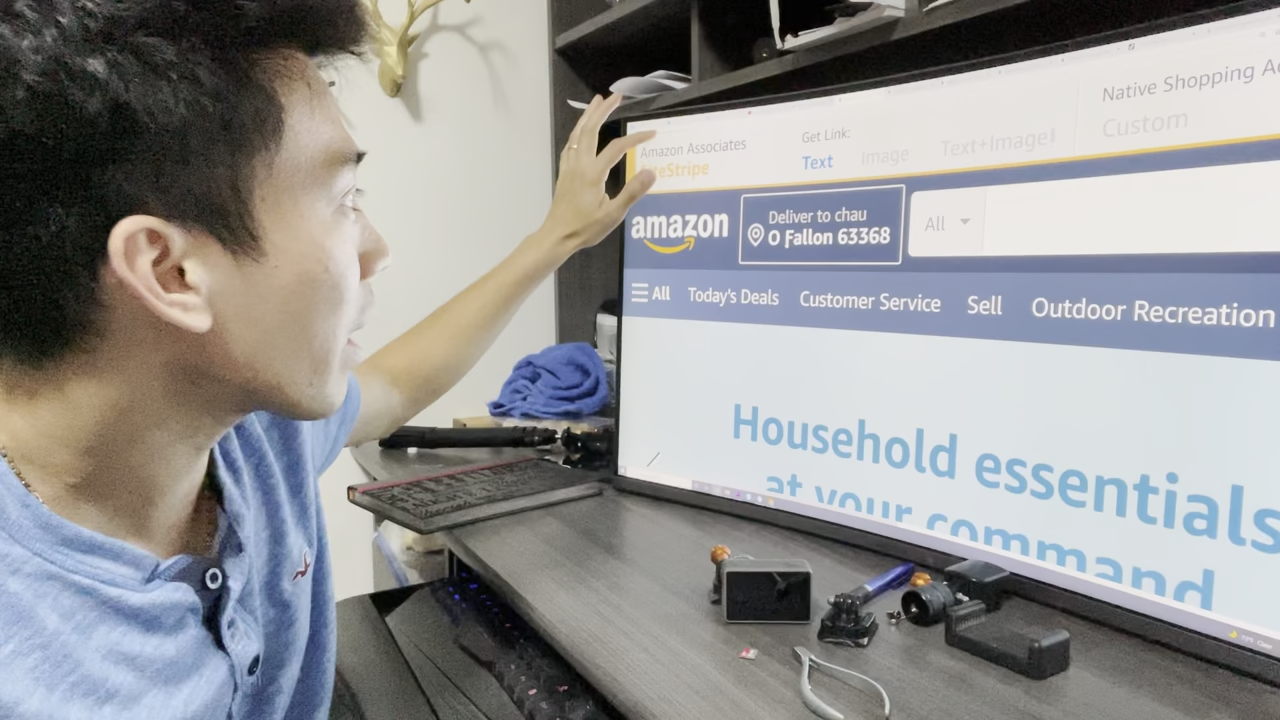 Amazon Associates
Get Link:
Text
Image
Text+Image
Native Shopping
Custom
amazon
Deliver to chau
O Fallon 63368
All
All
Today's Deals
Customer Service
Sell
Outdoor Recreation
Household essentials
at your command